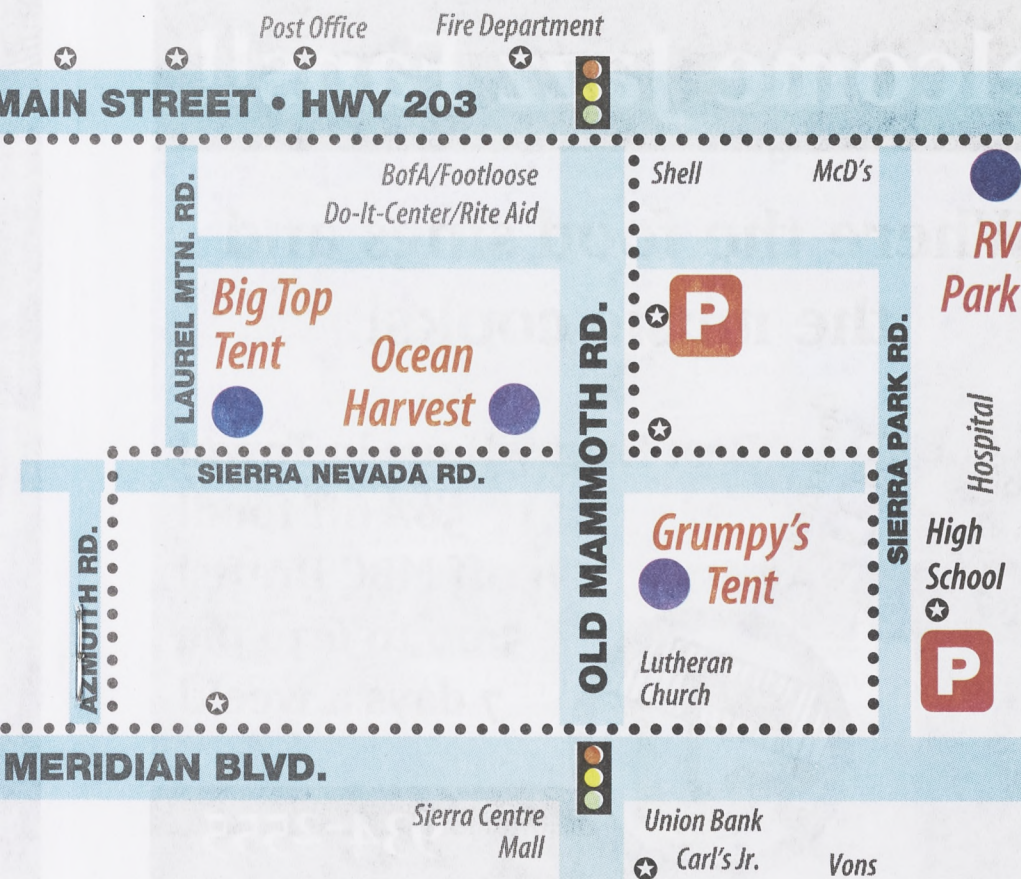 Post Office
Fire Department
MAIN STREET • HWY 203
BofA/Footloose
Do-It-Center/Rite Aid
Shell
McD's
LAUREL MTN. RD.
RV
Park
Big Top
Tent
Ocean
Harvest
OLD MAMMOTH RD.
P
SIERRA PARK RD.
Hospital
SIERRA NEVADA RD.
AZMUITH RD.
Grumpy's
Tent
High
School
P
Lutheran
Church
MERIDIAN BLVD.
Sierra Centre
Mall
Union Bank
Carl's Jr.
Vons